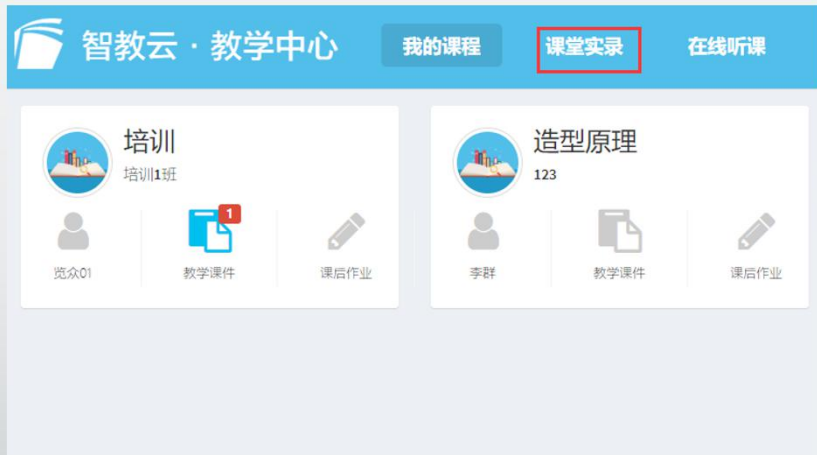 智教云·教学中心 我的课程 课堂实录 在线听课
培训
培训1班
1
览众01 教学课件 课后作业
造型原理
123
李群 教学课件 课后作业